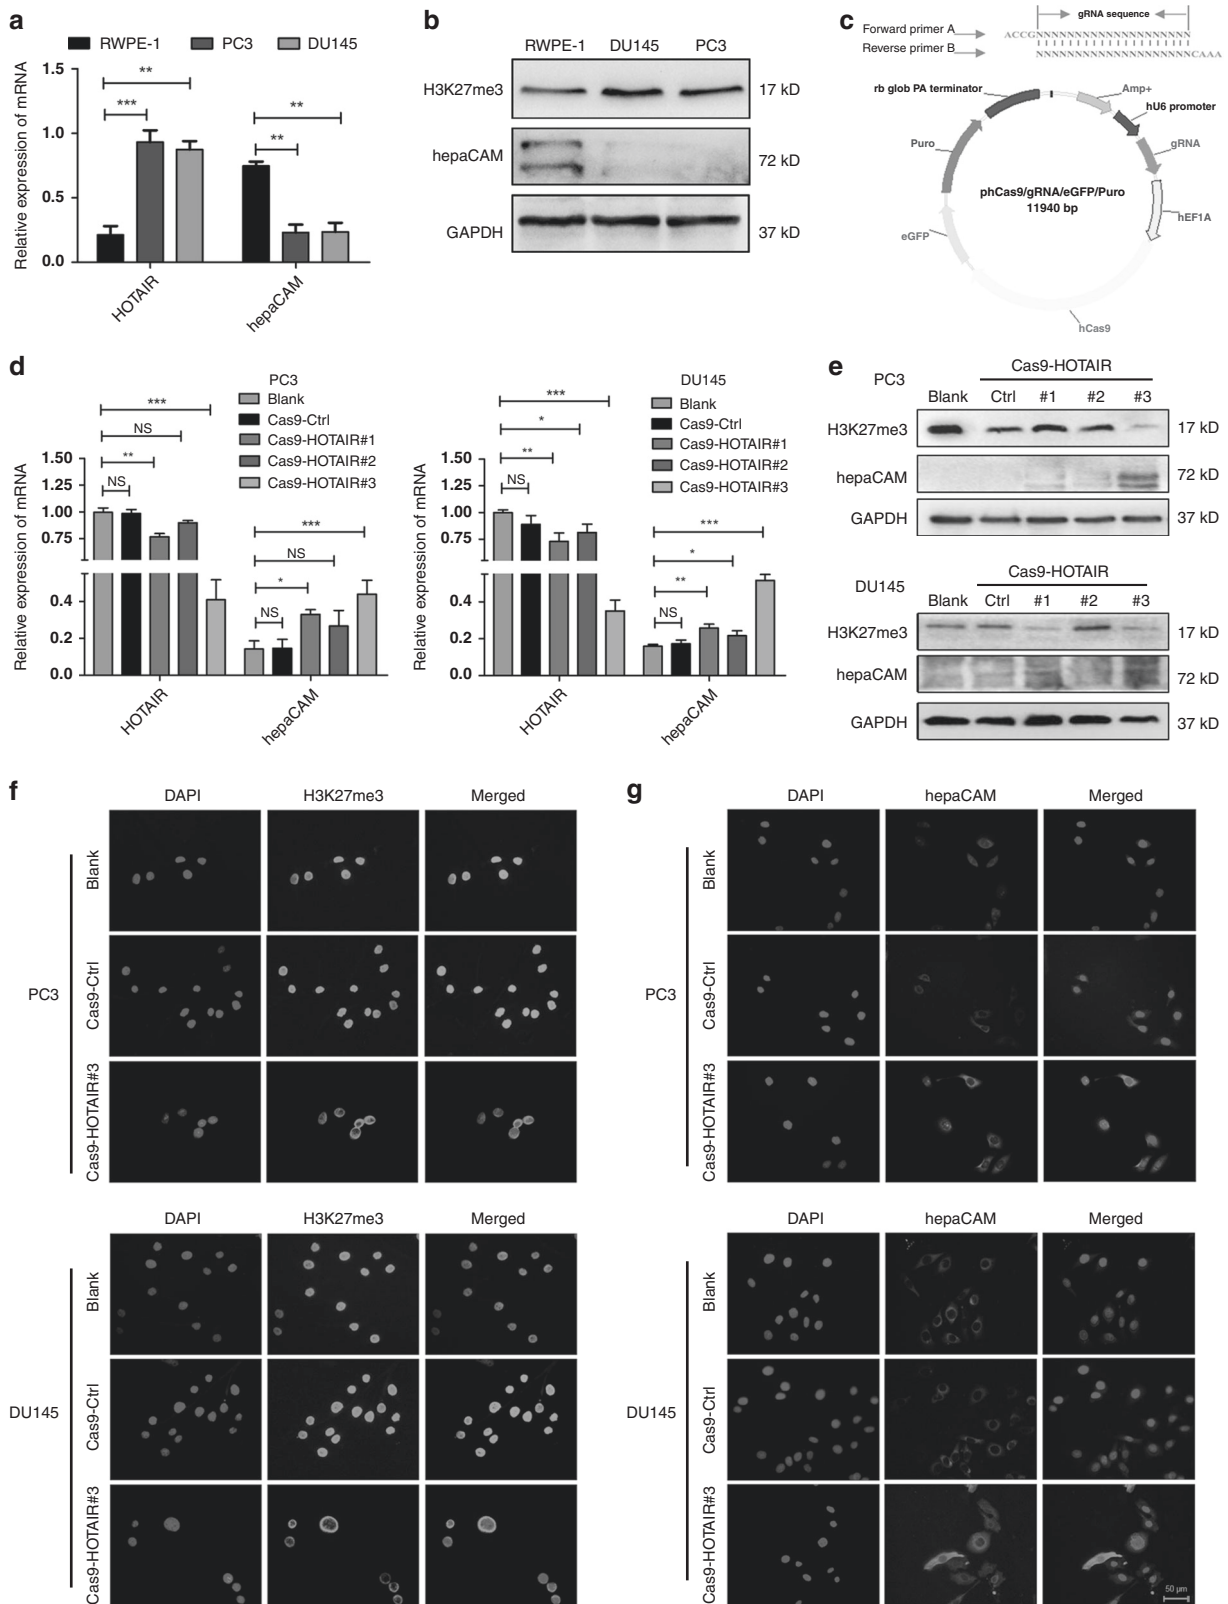 a
RWPE-1 PC3 DU145
Relative expression of mRNA
1.5
1.0
0.5
0.0
** *** ** **
HOTAIR hepaCAM
b
RWPE-1 DU145 PC3
H3K27me3 17 kD
hepaCAM 72 kD
GAPDH 37 kD
c
gRNA sequence
Forward primer A ACCGNNNNNNNNNNNNNNNNNNNN
Reverse primer B NNNNNNNNNNNNNNNNNNNNCAAA
rb glob PA terminator
Amp+
hU6 promoter
Puro
gRNA
phCas9/gRNA/eGFP/Puro
11940 bp
hEF1A
eGFP
hCas9
d
PC3
Blank
Cas9-Ctrl
Cas9-HOTAIR#1
Cas9-HOTAIR#2
Cas9-HOTAIR#3
Relative expression of mRNA
1.50
1.25
1.00
0.75
0.4
0.2
0.0
***
NS
**
NS
***
NS
*
NS
HOTAIR hepaCAM
DU145
Blank
Cas9-Ctrl
Cas9-HOTAIR#1
Cas9-HOTAIR#2
Cas9-HOTAIR#3
Relative expression of mRNA
1.50
1.25
1.00
0.75
0.4
0.2
0.0
***
*
**
NS
***
*
**
NS
HOTAIR hepaCAM
e
PC3 Cas9-HOTAIR
Blank Ctrl #1 #2 #3
H3K27me3 17 kD
hepaCAM 72 kD
GAPDH 37 kD
DU145 Cas9-HOTAIR
Blank Ctrl #1 #2 #3
H3K27me3 17 kD
hepaCAM 72 kD
GAPDH 37 kD
f
DAPI H3K27me3 Merged
PC3
Blank
Cas9-Ctrl
Cas9-HOTAIR#3
DAPI H3K27me3 Merged
DU145
Blank
Cas9-Ctrl
Cas9-HOTAIR#3
g
DAPI hepaCAM Merged
PC3
Blank
Cas9-Ctrl
Cas9-HOTAIR#3
DAPI hepaCAM Merged
DU145
Blank
Cas9-Ctrl
Cas9-HOTAIR#3
50 µm